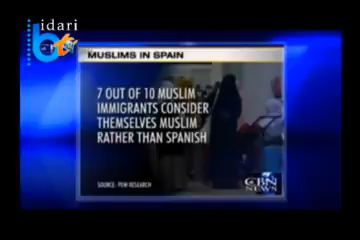 idari
b tv
MUSLIMS IN SPAIN
7 OUT OF 10 MUSLIM
IMMIGRANTS CONSIDER
THEMSELVES MUSLIM
RATHER THAN SPANISH
SOURCE: PEW RESEARCH
CBN
NEWS